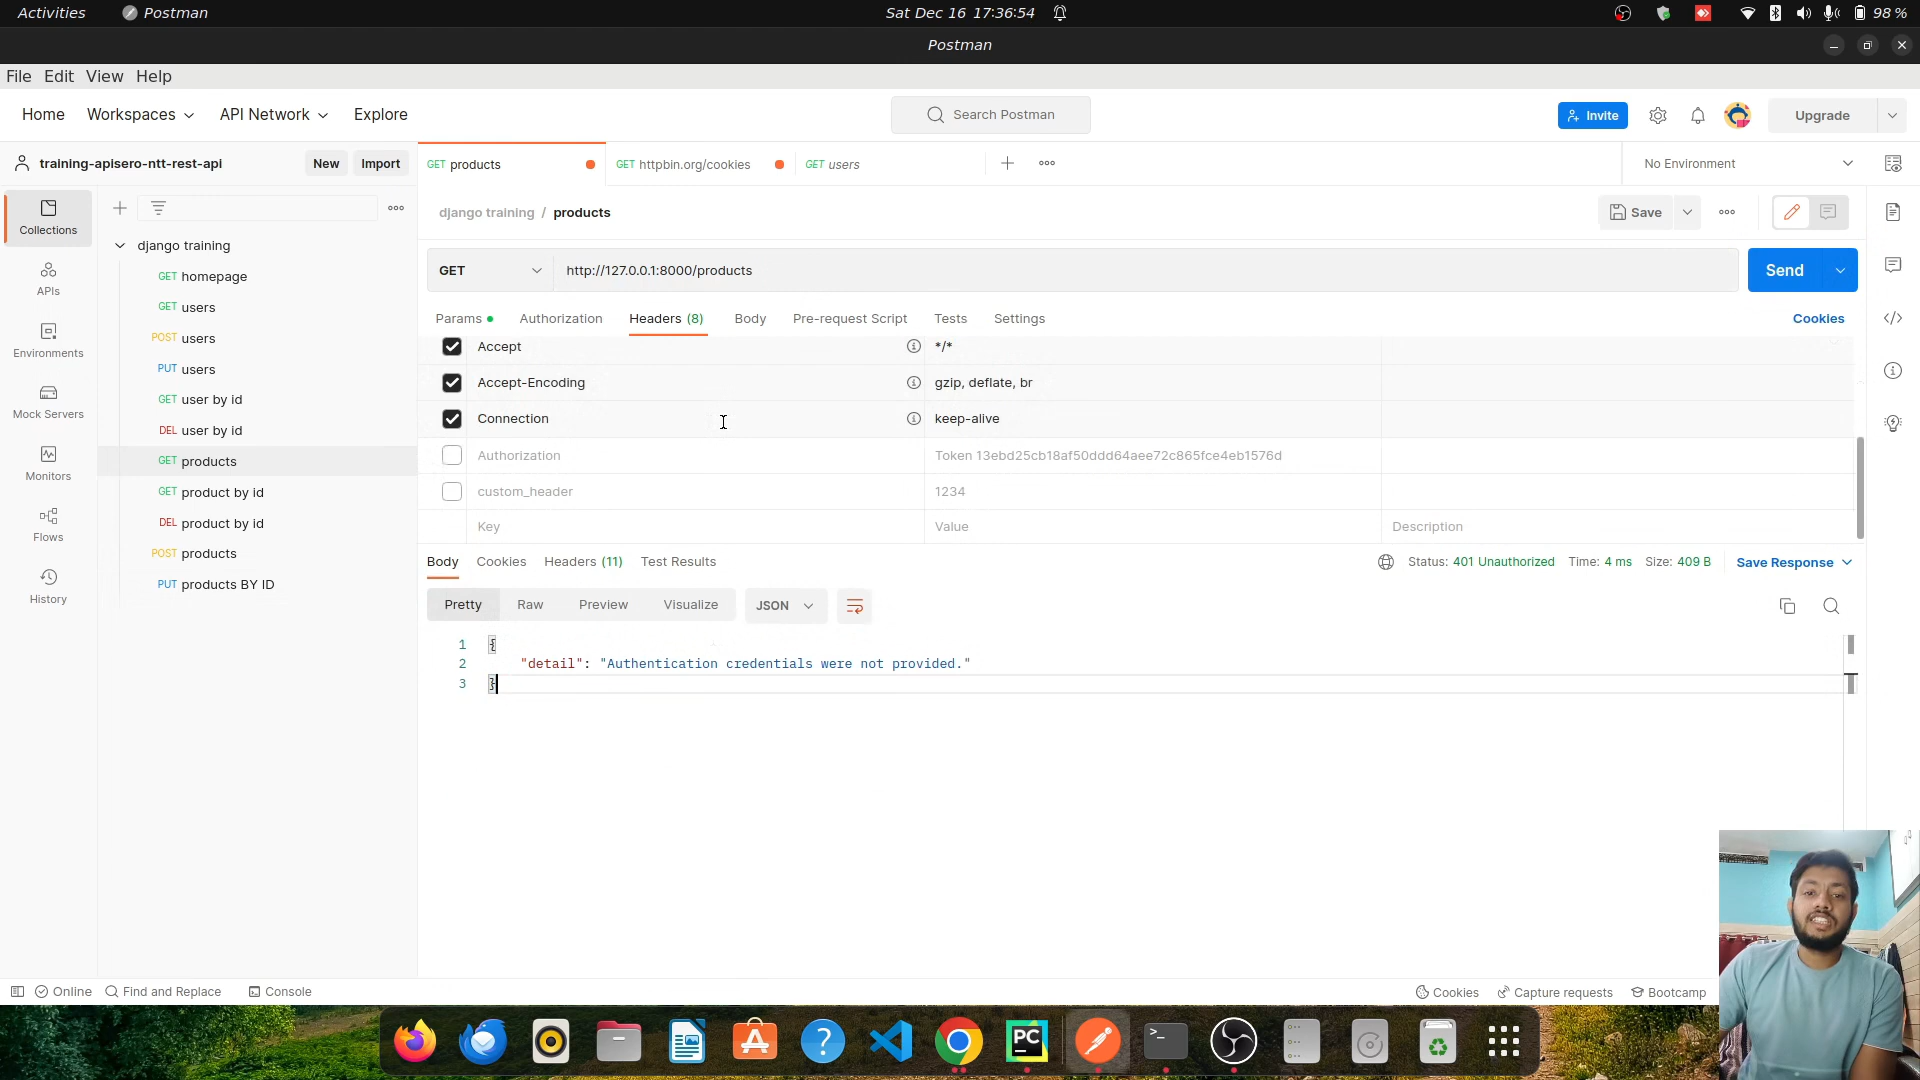 Activities Postman Sat Dec 16 17:36:54 98 %
Postman
File Edit View Help
Home Workspaces API Network Explore Search Postman Invite Upgrade
training-apisero-ntt-rest-api New Import GET products GET httpbin.org/cookies GET users No Environment
Collections
APIs
Environments
Mock Servers
Monitors
Flows
History
django training
GET homepage
GET users
POST users
PUT users
GET user by id
DEL user by id
GET products
GET product by id
DEL product by id
POST products
PUT products BY ID
django training / products Save
GET http://127.0.0.1:8000/products Send
Params Authorization Headers (8) Body Pre-request Script Tests Settings Cookies
Accept */*
Accept-Encoding gzip, deflate, br
Connection keep-alive
Authorization Token 13ebd25cb18af50ddd64aee72c865fce4eb1576d
custom_header 1234
Key Value Description
Body Cookies Headers (11) Test Results Status: 401 Unauthorized Time: 4 ms Size: 409 B Save Response
Pretty Raw Preview Visualize JSON
1 {
2 "detail": "Authentication credentials were not provided."
3 }
Online Find and Replace Console Cookies Capture requests Bootcamp
PC